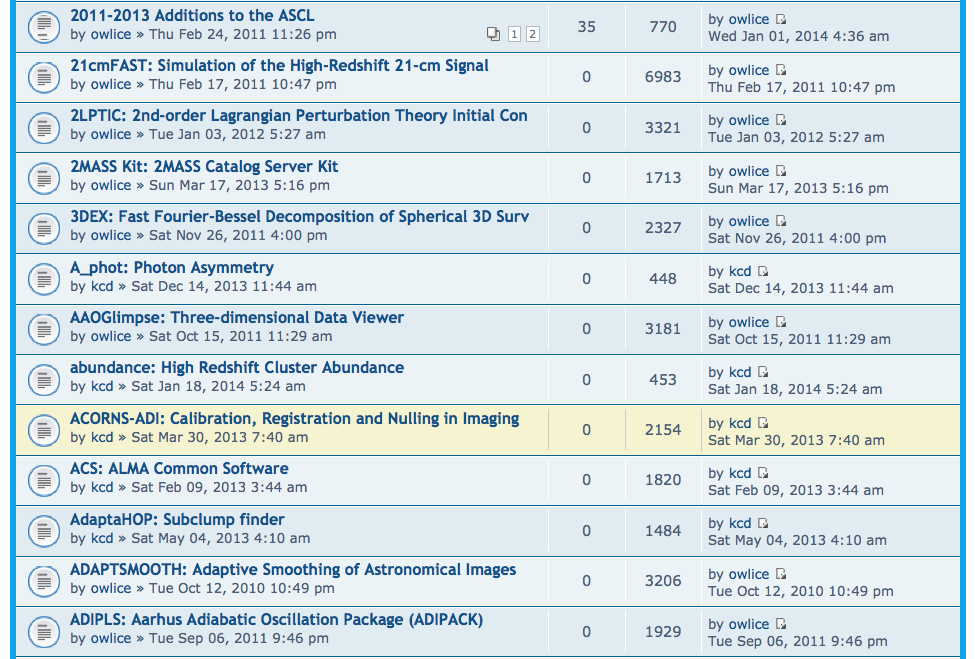 2011-2013 Additions to the ASCL
by owlice » Thu Feb 24, 2011 11:26 pm
1 2
35
770
by owlice
Wed Jan 01, 2014 4:36 am
21cmFAST: Simulation of the High-Redshift 21-cm Signal
by owlice » Thu Feb 17, 2011 10:47 pm
0
6983
by owlice
Thu Feb 17, 2011 10:47 pm
2LPTIC: 2nd-order Lagrangian Perturbation Theory Initial Con
by owlice » Tue Jan 03, 2012 5:27 am
0
3321
by owlice
Tue Jan 03, 2012 5:27 am
2MASS Kit: 2MASS Catalog Server Kit
by owlice » Sun Mar 17, 2013 5:16 pm
0
1713
by owlice
Sun Mar 17, 2013 5:16 pm
3DEX: Fast Fourier-Bessel Decomposition of Spherical 3D Surv
by owlice » Sat Nov 26, 2011 4:00 pm
0
2327
by owlice
Sat Nov 26, 2011 4:00 pm
A_phot: Photon Asymmetry
by kcd » Sat Dec 14, 2013 11:44 am
0
448
by kcd
Sat Dec 14, 2013 11:44 am
AAOGlimpse: Three-dimensional Data Viewer
by owlice » Sat Oct 15, 2011 11:29 am
0
3181
by owlice
Sat Oct 15, 2011 11:29 am
abundance: High Redshift Cluster Abundance
by kcd » Sat Jan 18, 2014 5:24 am
0
453
by kcd
Sat Jan 18, 2014 5:24 am
ACORNS-ADI: Calibration, Registration and Nulling in Imaging
by kcd » Sat Mar 30, 2013 7:40 am
0
2154
by kcd
Sat Mar 30, 2013 7:40 am
ACS: ALMA Common Software
by kcd » Sat Feb 09, 2013 3:44 am
0
1820
by kcd
Sat Feb 09, 2013 3:44 am
AdaptaHOP: Subclump finder
by kcd » Sat May 04, 2013 4:10 am
0
1484
by kcd
Sat May 04, 2013 4:10 am
ADAPTSMOOTH: Adaptive Smoothing of Astronomical Images
by owlice » Tue Oct 12, 2010 10:49 pm
0
3206
by owlice
Tue Oct 12, 2010 10:49 pm
ADIPLS: Aarhus Adiabatic Oscillation Package (ADIPACK)
by owlice » Tue Sep 06, 2011 9:46 pm
0
1929
by owlice
Tue Sep 06, 2011 9:46 pm